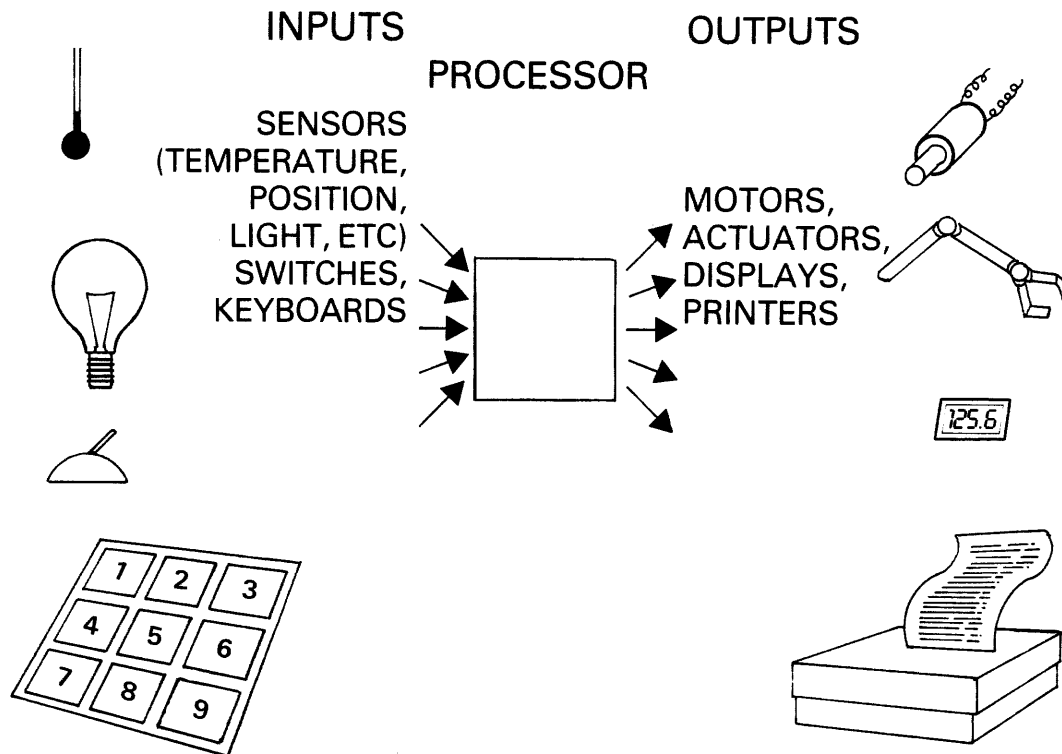 INPUTS
OUTPUTS
PROCESSOR
SENSORS
(TEMPERATURE,
POSITION,
LIGHT, ETC)
SWITCHES,
KEYBOARDS
MOTORS,
ACTUATORS,
DISPLAYS,
PRINTERS
125.6
1 2 3
4 5 6
7 8 9